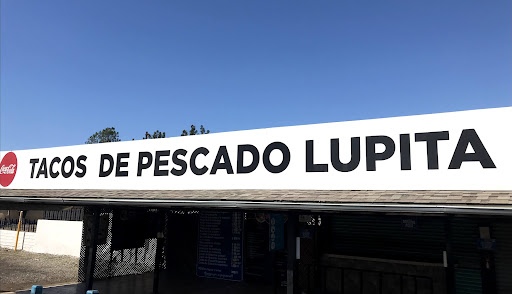 Coca-Cola
TACOS DE PESCADO LUPITA